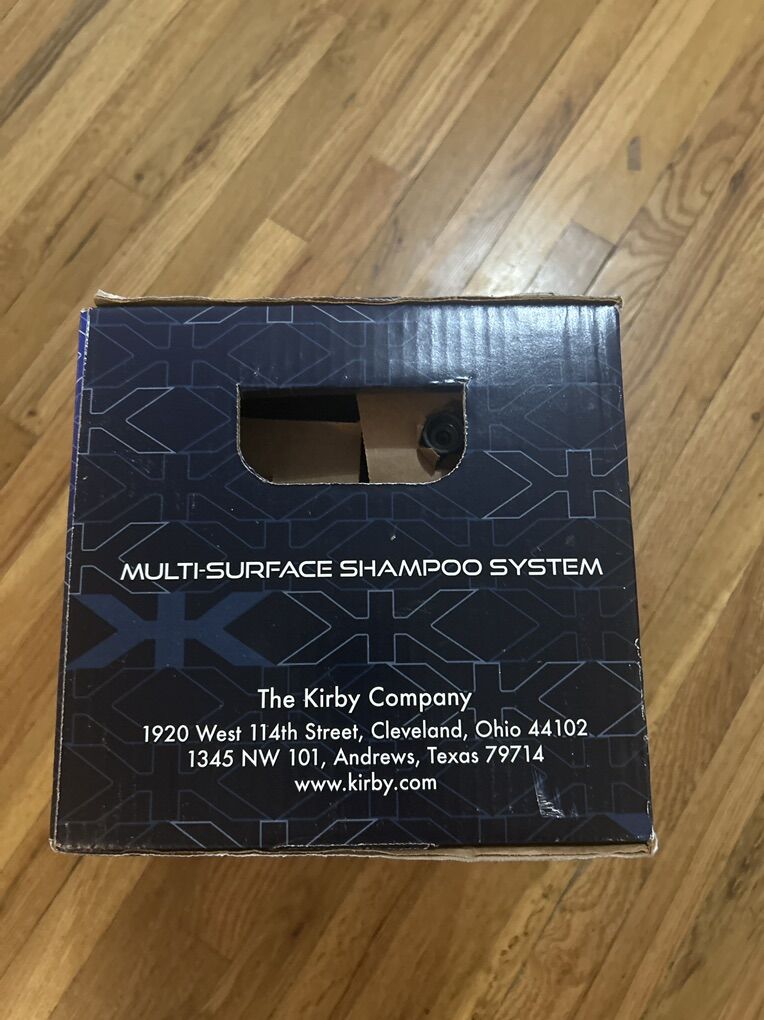 MULTI-SURFACE SHAMPOO SYSTEM
The Kirby Company
1920 West 114th Street, Cleveland, Ohio 44102
1345 NW 101, Andrews, Texas 79714
www.kirby.com